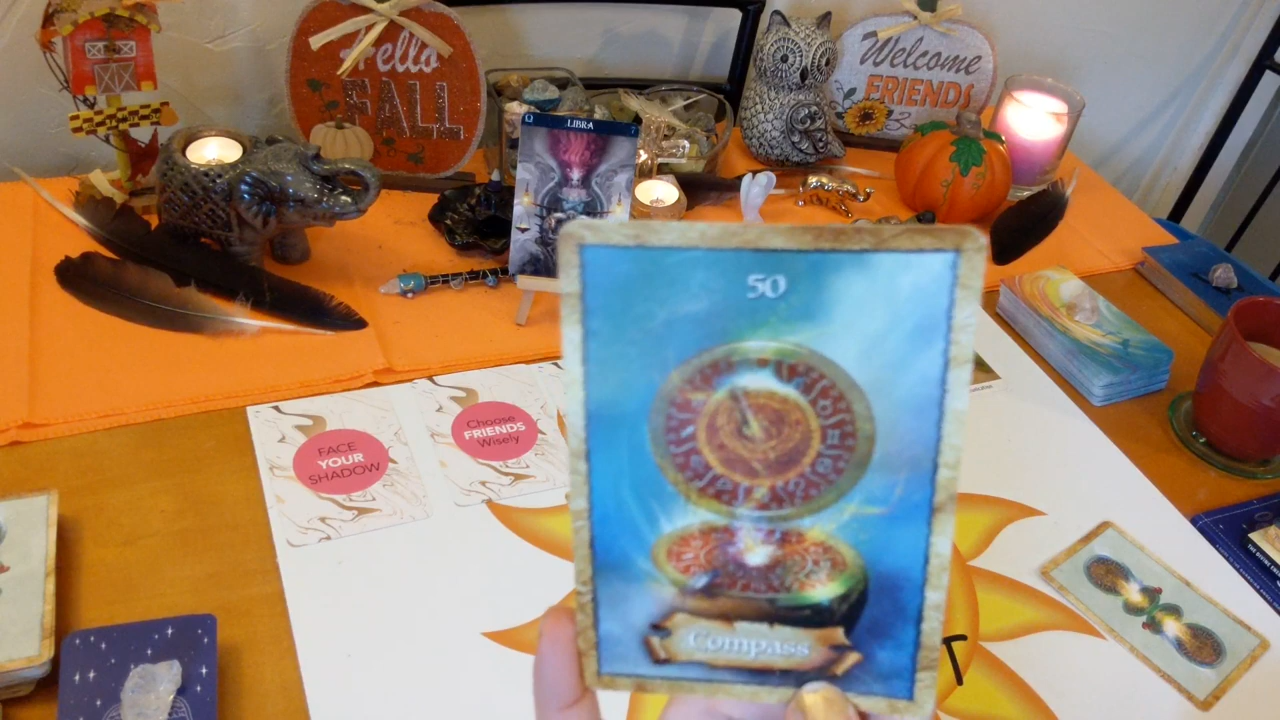 Hello
FALL
Welcome
FRIENDS
LIBRA
50
Compass
FACE
YOUR
SHADOW
Choose
FRIENDS
Wisely
T